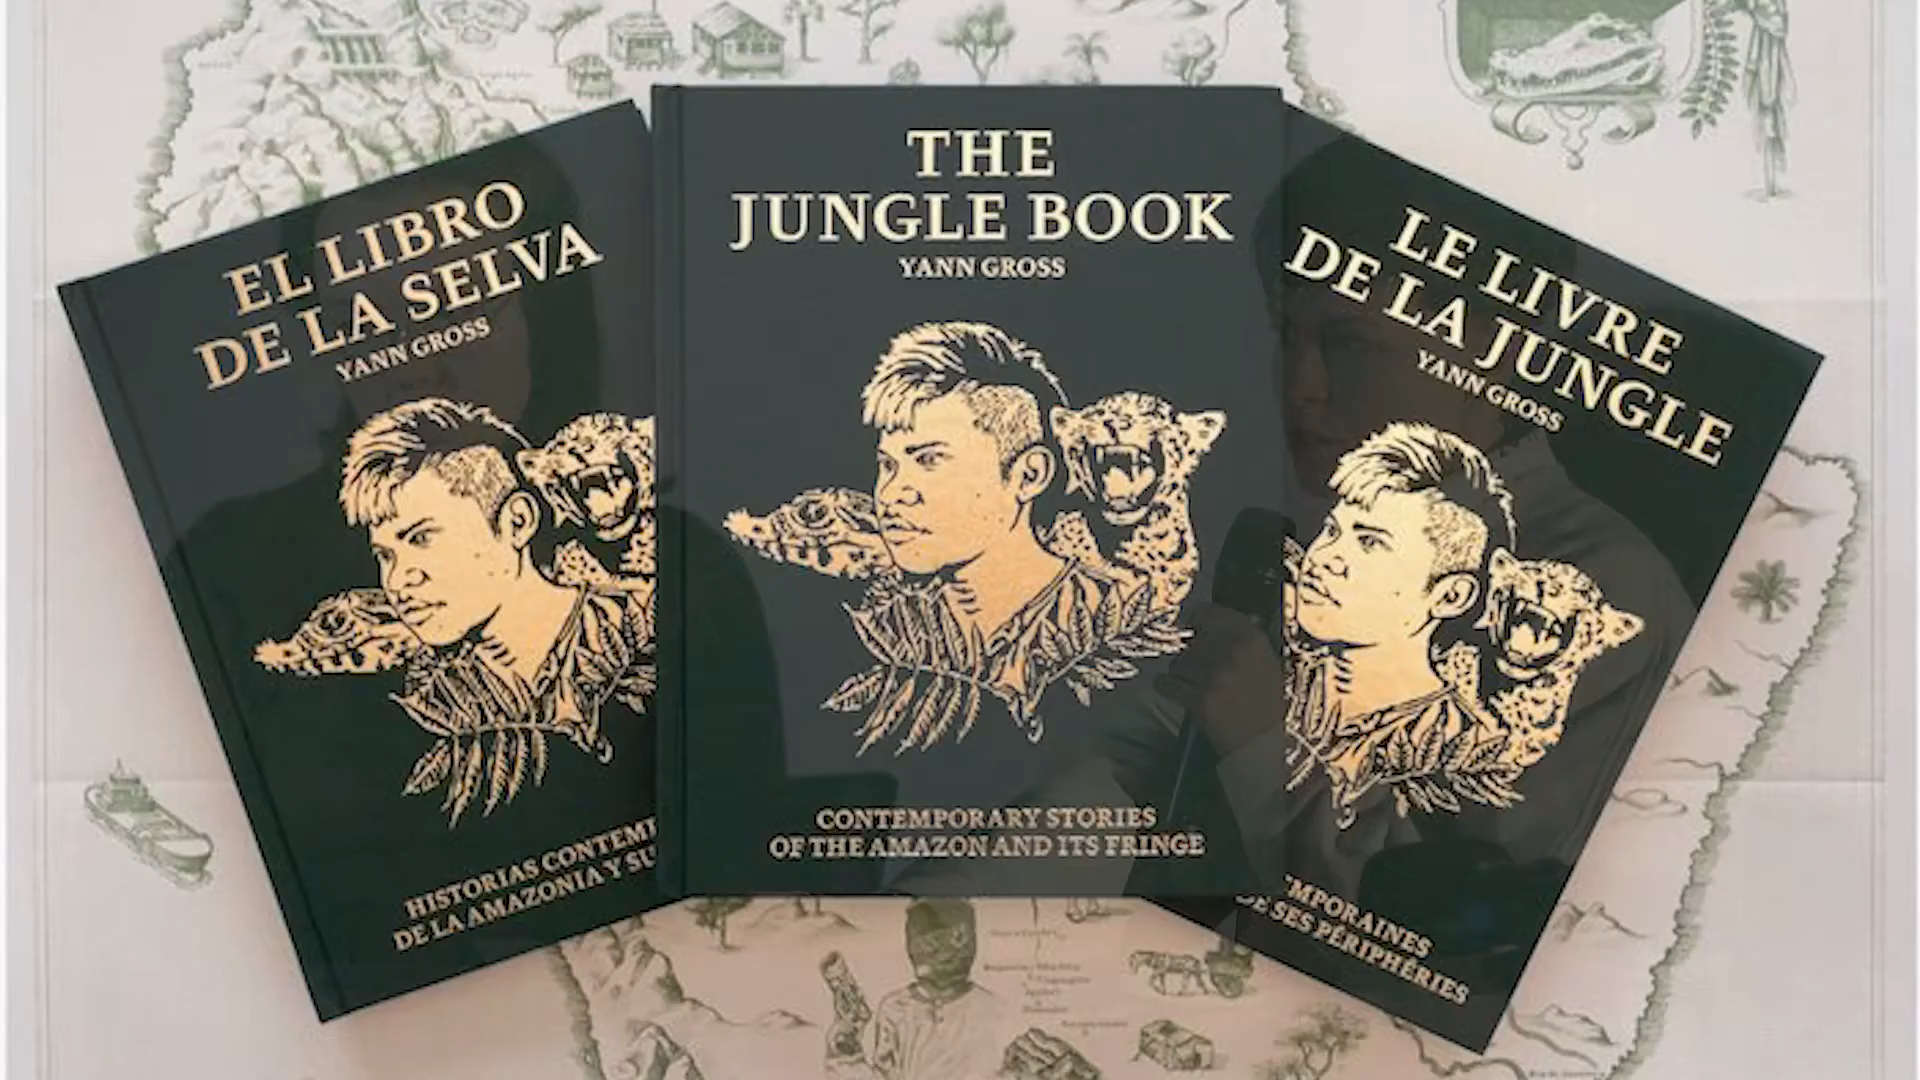 EL LIBRO
DE LA SELVA
YANN GROSS
HISTORIAS CONTEMP
DE LA AMAZONIA Y SU
THE
JUNGLE BOOK
YANN GROSS
CONTEMPORARY STORIES
OF THE AMAZON AND ITS FRINGE
LE LIVRE
DE LA JUNGLE
YANN GROSS
EMPORAINES
DE SES PÉRIPHÉRIES